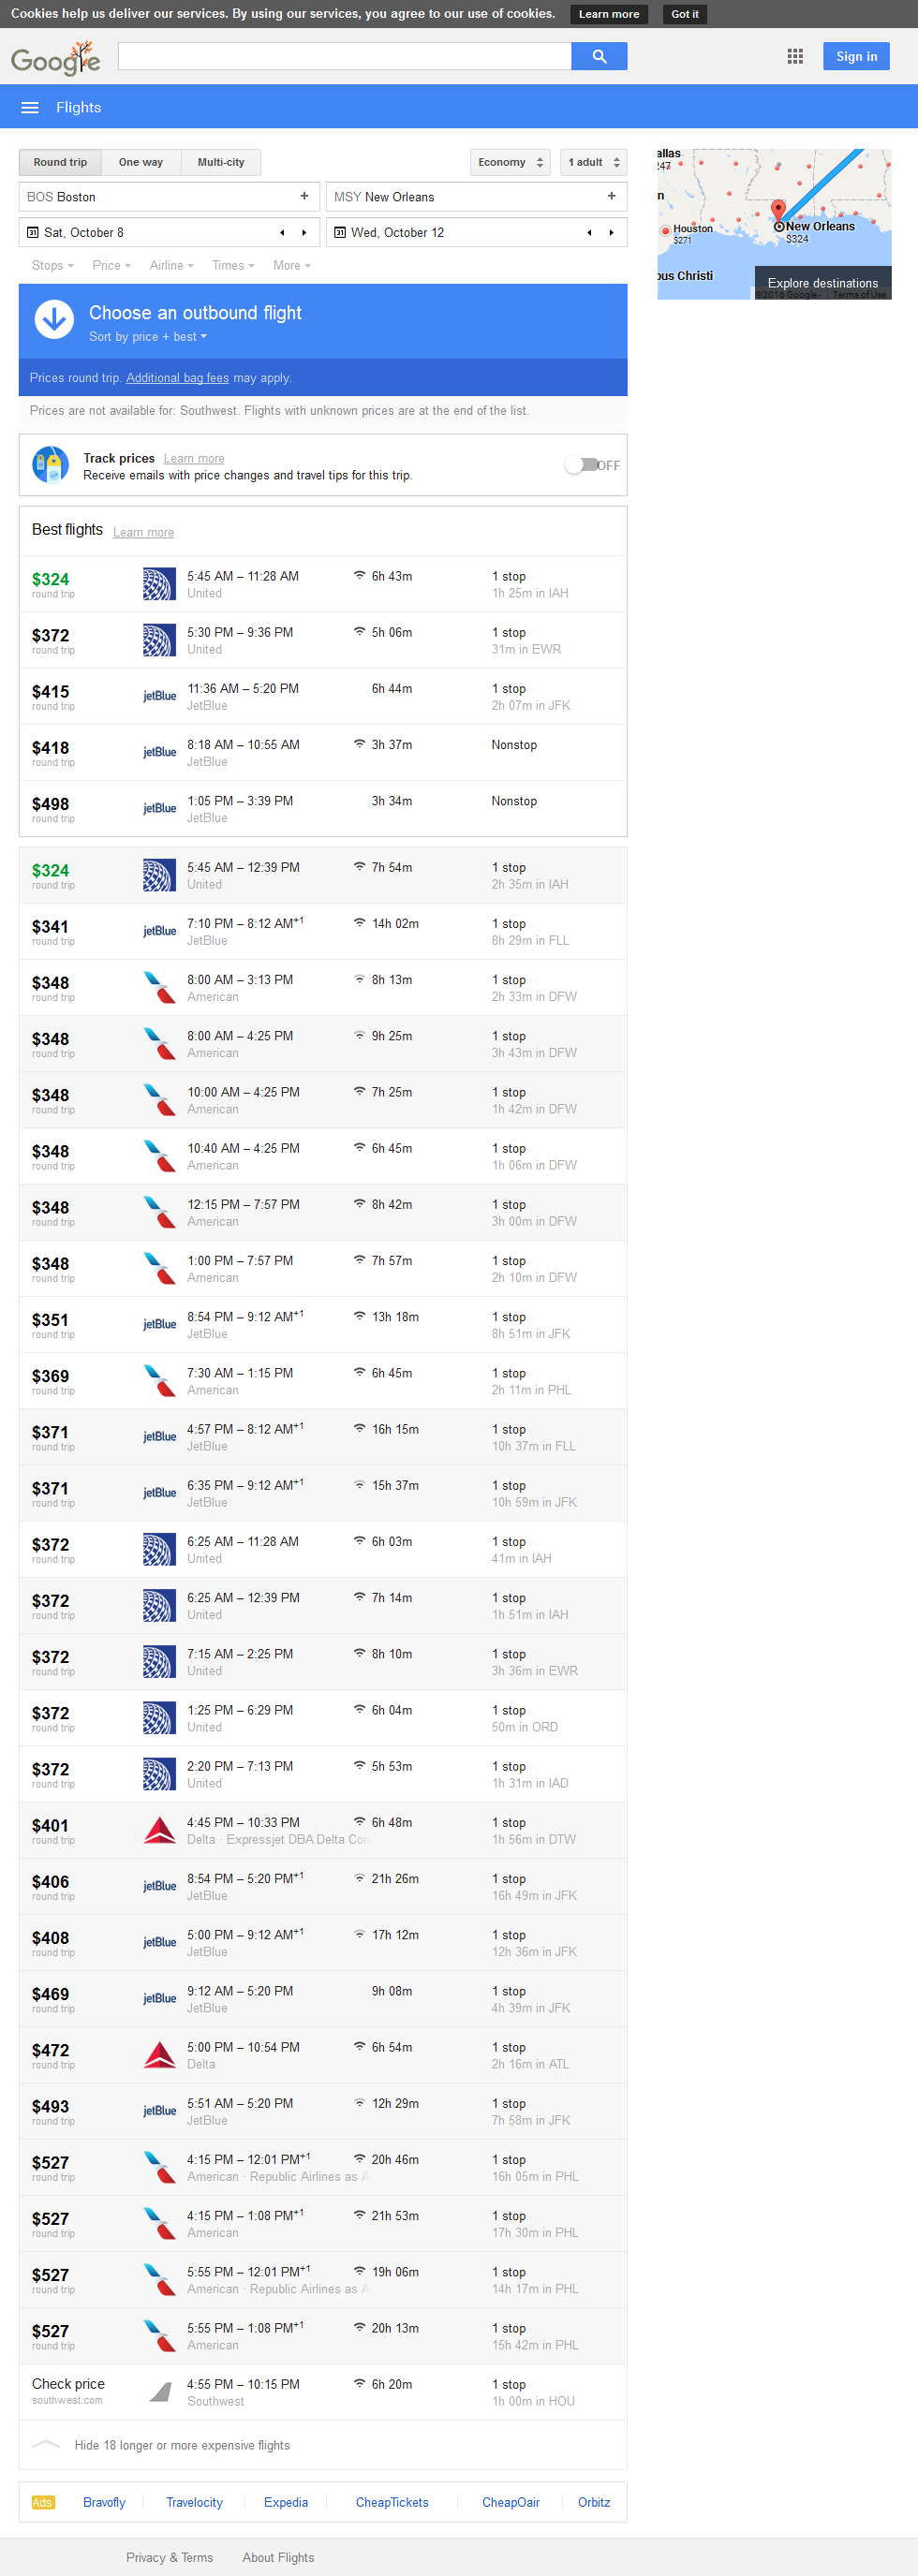 Cookies help us deliver our services. By using our services, you agree to our use of cookies. Learn more Got it
Google
Sign in
Flights
Round trip One way Multi-city Economy 1 adult
BOS Boston + MSY New Orleans +
31 Sat, October 8 31 Wed, October 12
Stops Price Airline Times More
allas
247
n
Houston
$271
New Orleans
$324
pus Christi
Explore destinations
©2016 Google - Terms of Use
Choose an outbound flight
Sort by price + best
Prices round trip. Additional bag fees may apply.
Prices are not available for: Southwest. Flights with unknown prices are at the end of the list.
Track prices Learn more
Receive emails with price changes and travel tips for this trip.
OFF
Best flights Learn more
$324 5:45 AM – 11:28 AM 6h 43m 1 stop
round trip United 1h 25m in IAH
$372 5:30 PM – 9:36 PM 5h 06m 1 stop
round trip United 31m in EWR
$415 jetBlue 11:36 AM – 5:20 PM 6h 44m 1 stop
round trip JetBlue 2h 07m in JFK
$418 jetBlue 8:18 AM – 10:55 AM 3h 37m Nonstop
round trip JetBlue
$498 jetBlue 1:05 PM – 3:39 PM 3h 34m Nonstop
round trip JetBlue
$324 5:45 AM – 12:39 PM 7h 54m 1 stop
round trip United 2h 35m in IAH
$341 jetBlue 7:10 PM – 8:12 AM+1 14h 02m 1 stop
round trip JetBlue 8h 29m in FLL
$348 8:00 AM – 3:13 PM 8h 13m 1 stop
round trip American 2h 33m in DFW
$348 8:00 AM – 4:25 PM 9h 25m 1 stop
round trip American 3h 43m in DFW
$348 10:00 AM – 4:25 PM 7h 25m 1 stop
round trip American 1h 42m in DFW
$348 10:40 AM – 4:25 PM 6h 45m 1 stop
round trip American 1h 06m in DFW
$348 12:15 PM – 7:57 PM 8h 42m 1 stop
round trip American 3h 00m in DFW
$348 1:00 PM – 7:57 PM 7h 57m 1 stop
round trip American 2h 10m in DFW
$351 jetBlue 8:54 PM – 9:12 AM+1 13h 18m 1 stop
round trip JetBlue 8h 51m in JFK
$369 7:30 AM – 1:15 PM 6h 45m 1 stop
round trip American 2h 11m in PHL
$371 jetBlue 4:57 PM – 8:12 AM+1 16h 15m 1 stop
round trip JetBlue 10h 37m in FLL
$371 jetBlue 6:35 PM – 9:12 AM+1 15h 37m 1 stop
round trip JetBlue 10h 59m in JFK
$372 6:25 AM – 11:28 AM 6h 03m 1 stop
round trip United 41m in IAH
$372 6:25 AM – 12:39 PM 7h 14m 1 stop
round trip United 1h 51m in IAH
$372 7:15 AM – 2:25 PM 8h 10m 1 stop
round trip United 3h 36m in EWR
$372 1:25 PM – 6:29 PM 6h 04m 1 stop
round trip United 50m in ORD
$372 2:20 PM – 7:13 PM 5h 53m 1 stop
round trip United 1h 31m in IAD
$401 4:45 PM – 10:33 PM 6h 48m 1 stop
round trip Delta · Expressjet DBA Delta Con 1h 56m in DTW
$406 jetBlue 8:54 PM – 5:20 PM+1 21h 26m 1 stop
round trip JetBlue 16h 49m in JFK
$408 jetBlue 5:00 PM – 9:12 AM+1 17h 12m 1 stop
round trip JetBlue 12h 36m in JFK
$469 jetBlue 9:12 AM – 5:20 PM 9h 08m 1 stop
round trip JetBlue 4h 39m in JFK
$472 5:00 PM – 10:54 PM 6h 54m 1 stop
round trip Delta 2h 16m in ATL
$493 jetBlue 5:51 AM – 5:20 PM 12h 29m 1 stop
round trip JetBlue 7h 58m in JFK
$527 4:15 PM – 12:01 PM+1 20h 46m 1 stop
round trip American · Republic Airlines as A 16h 05m in PHL
$527 4:15 PM – 1:08 PM+1 21h 53m 1 stop
round trip American 17h 30m in PHL
$527 5:55 PM – 12:01 PM+1 19h 06m 1 stop
round trip American · Republic Airlines as A 14h 17m in PHL
$527 5:55 PM – 1:08 PM+1 20h 13m 1 stop
round trip American 15h 42m in PHL
Check price 4:55 PM – 10:15 PM 6h 20m 1 stop
southwest.com Southwest 1h 00m in HOU
Hide 18 longer or more expensive flights
Ads Bravofly Travelocity Expedia CheapTickets CheapOair Orbitz
Privacy & Terms About Flights